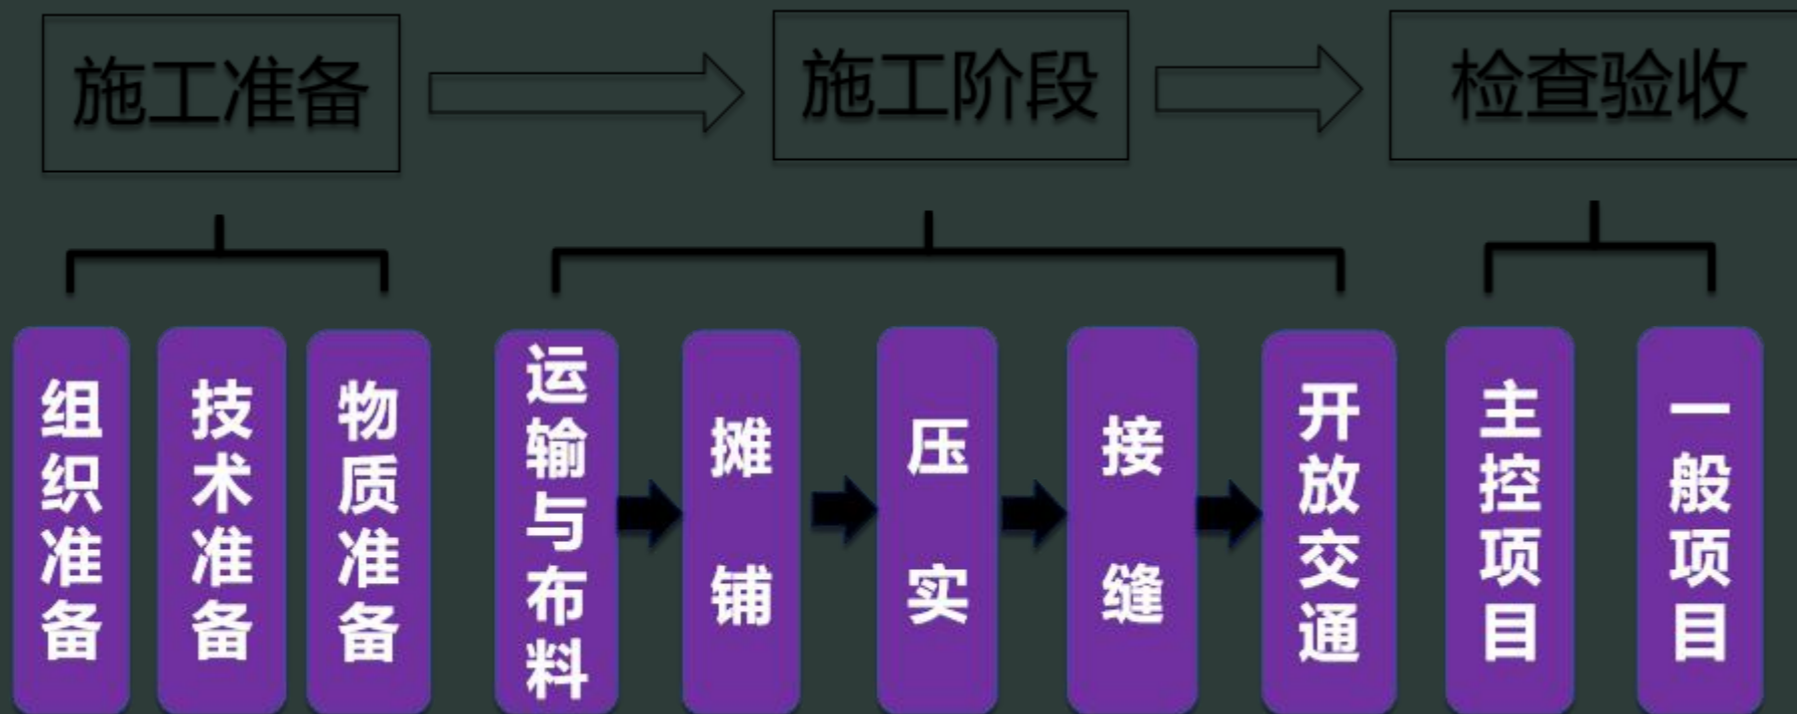 施工准备
施工阶段
检查验收
组织准备
技术准备
物质准备
运输与布料
摊铺
压实
接缝
开放交通
主控项目
一般项目